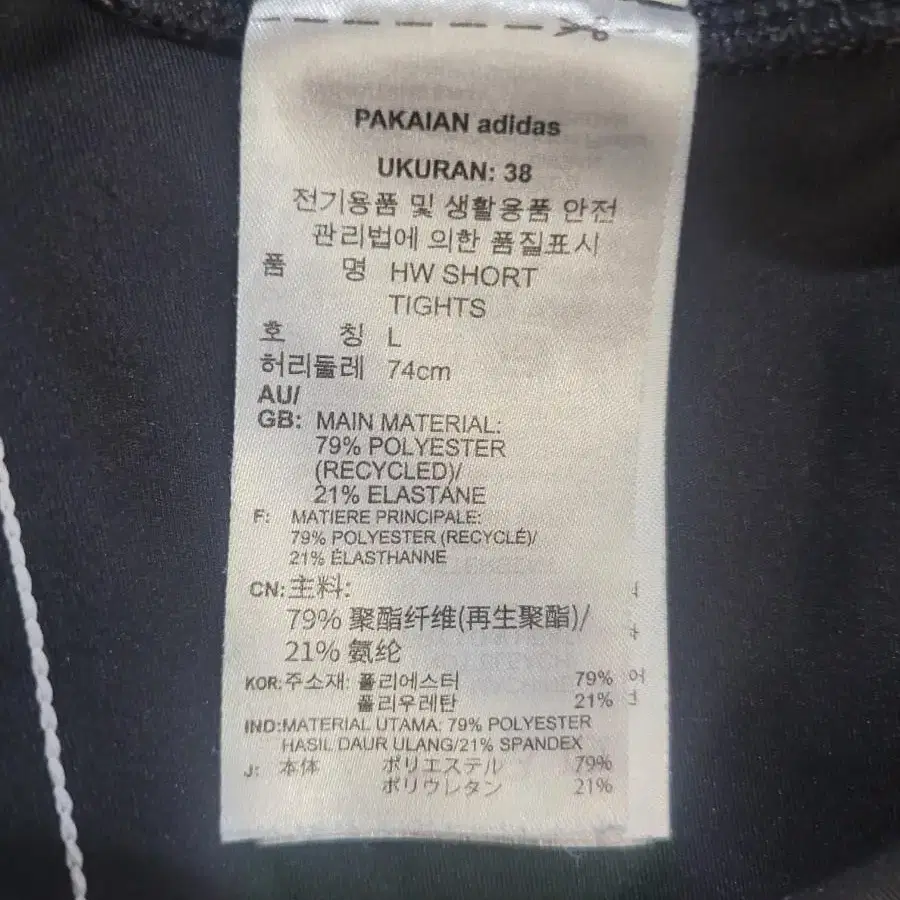 PAKAIAN adidas
UKURAN: 38
전기용품 및 생활용품 안전
관리법에 의한 품질표시
품 명 HW SHORT
TIGHTS
호 칭 L
허리둘레 74cm
AU/
GB: MAIN MATERIAL:
79% POLYESTER
(RECYCLED)/
21% ELASTANE
F: MATIERE PRINCIPALE:
79% POLYESTER (RECYCLÉ)/
21% ÉLASTHANNE
CN: 主料:
79% 聚酯纤维(再生聚酯)/
21% 氨纶
KOR: 주소재: 폴리에스터 79%
폴리우레탄 21%
IND: MATERIAL UTAMA: 79% POLYESTER
HASIL DAUR ULANG/21% SPANDEX
J: 本体 ポリエステル 79%
ポリウレタン 21%